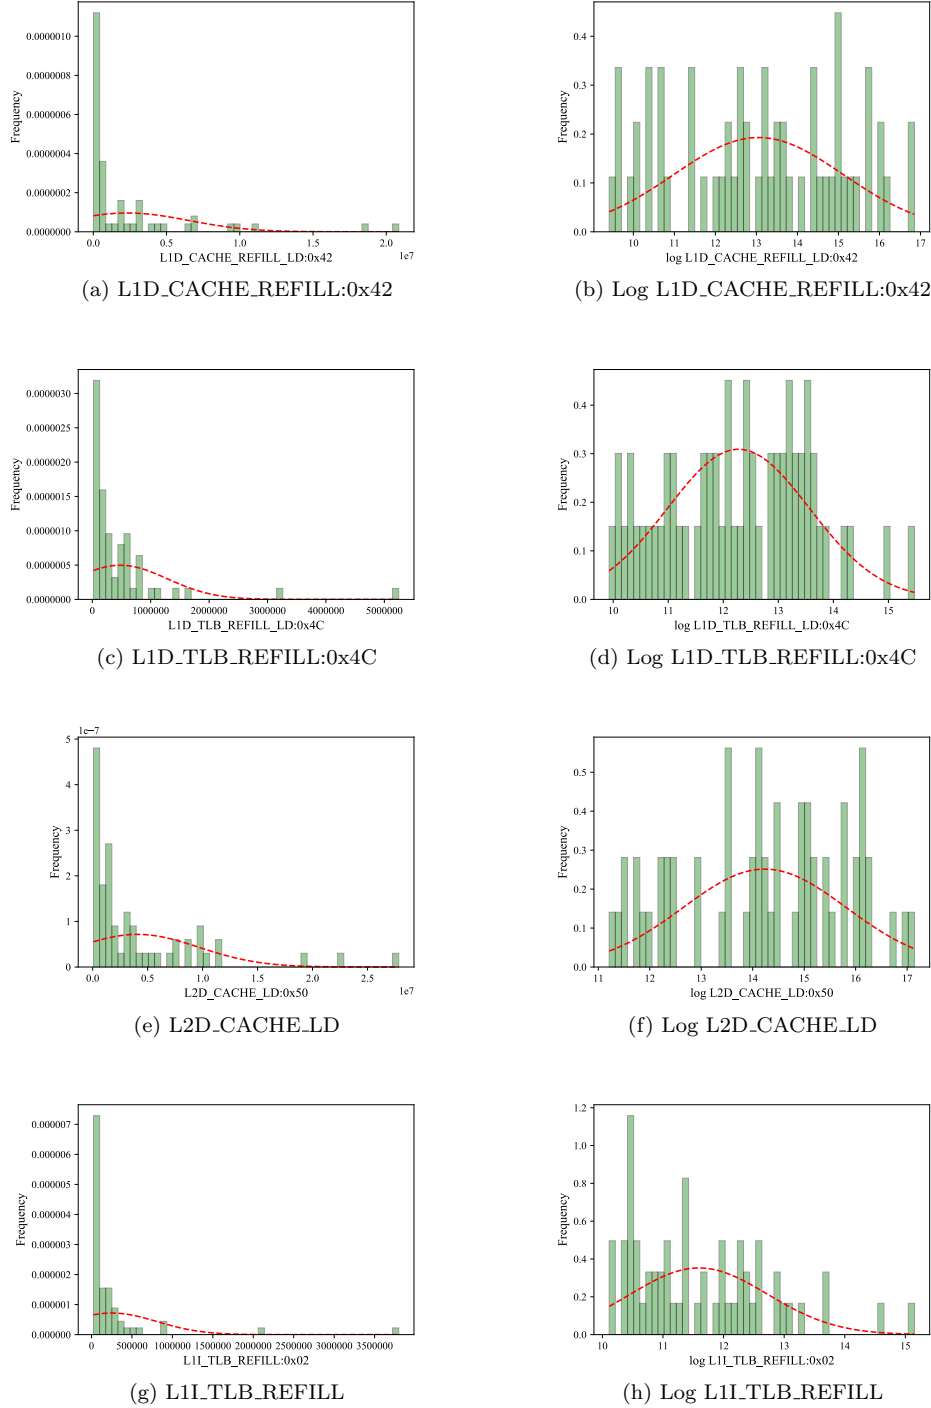 0.0000010
0.0000008
0.0000006
0.0000004
0.0000002
0.0000000
Frequency
0.0 0.5 1.0 1.5 2.0
1e7
L1D_CACHE_REFILL_LD:0x42
(a) L1D_CACHE_REFILL:0x42
0.4
0.3
0.2
0.1
0.0
Frequency
10 11 12 13 14 15 16 17
log L1D_CACHE_REFILL_LD:0x42
(b) Log L1D_CACHE_REFILL:0x42
0.0000030
0.0000025
0.0000020
0.0000015
0.0000010
0.0000005
0.0000000
Frequency
0 1000000 2000000 3000000 4000000 5000000
L1D_TLB_REFILL_LD:0x4C
(c) L1D_TLB_REFILL:0x4C
0.4
0.3
0.2
0.1
0.0
Frequency
10 11 12 13 14 15
log L1D_TLB_REFILL_LD:0x4C
(d) Log L1D_TLB_REFILL:0x4C
1e−7
5
4
3
2
1
0
Frequency
0.0 0.5 1.0 1.5 2.0 2.5
1e7
L2D_CACHE_LD:0x50
(e) L2D_CACHE_LD
0.5
0.4
0.3
0.2
0.1
0.0
Frequency
11 12 13 14 15 16 17
log L2D_CACHE_LD:0x50
(f) Log L2D_CACHE_LD
0.000007
0.000006
0.000005
0.000004
0.000003
0.000002
0.000001
0.000000
Frequency
0 500000 1000000 1500000 2000000 2500000 3000000 3500000
L1I_TLB_REFILL:0x02
(g) L1I_TLB_REFILL
1.2
1.0
0.8
0.6
0.4
0.2
0.0
Frequency
10 11 12 13 14 15
log L1I_TLB_REFILL:0x02
(h) Log L1I_TLB_REFILL